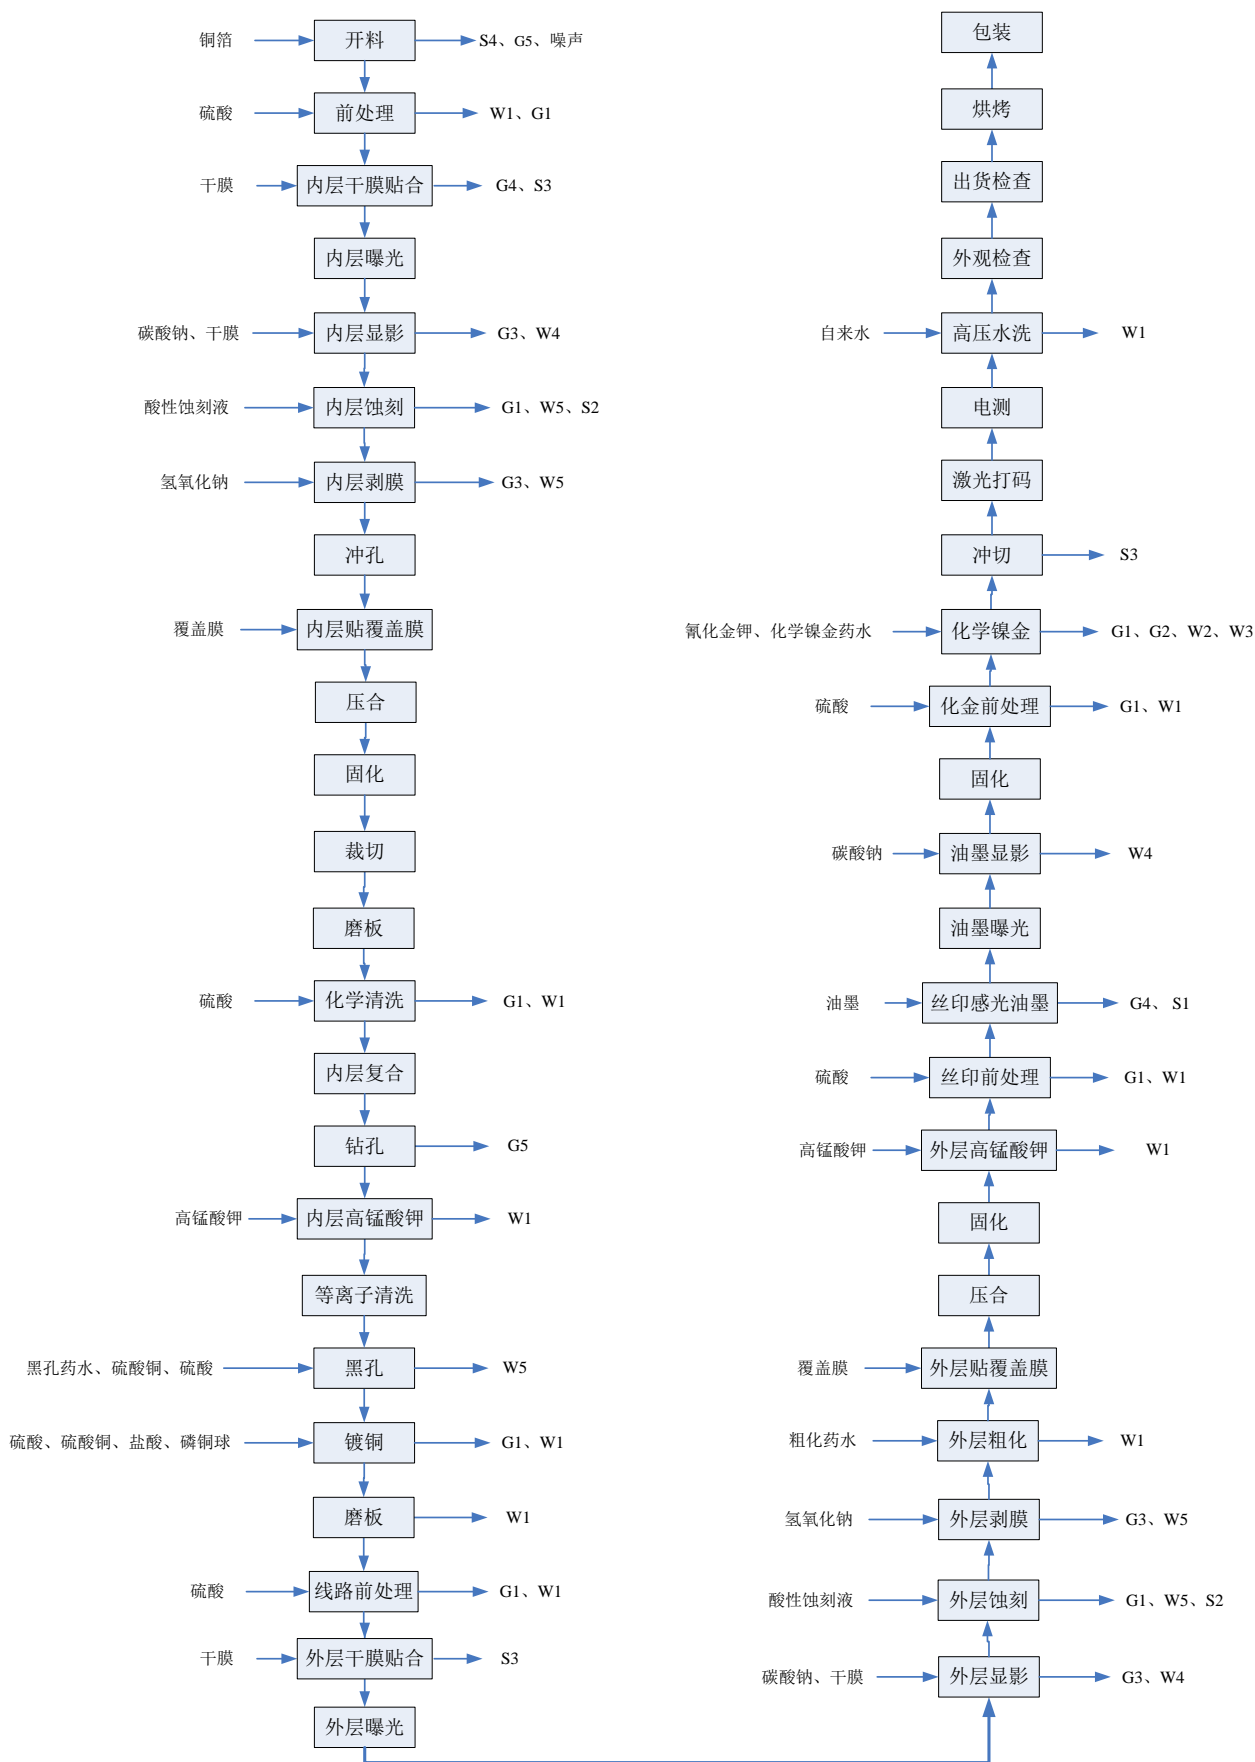 铜箔 开料 S4、G5、噪声
硫酸 前处理 W1、G1
干膜 内层干膜贴合 G4、S3
内层曝光
碳酸钠、干膜 内层显影 G3、W4
酸性蚀刻液 内层蚀刻 G1、W5、S2
氢氧化钠 内层剥膜 G3、W5
冲孔
覆盖膜 内层贴覆盖膜
压合
固化
裁切
磨板
硫酸 化学清洗 G1、W1
内层复合
钻孔 G5
高锰酸钾 内层高锰酸钾 W1
等离子清洗
黑孔药水、硫酸铜、硫酸 黑孔 W5
硫酸、硫酸铜、盐酸、磷铜球 镀铜 G1、W1
磨板 W1
硫酸 线路前处理 G1、W1
干膜 外层干膜贴合 S3
外层曝光
包装
烘烤
出货检查
外观检查
自来水 高压水洗 W1
电测
激光打码
冲切 S3
氰化金钾、化学镍金药水 化学镍金 G1、G2、W2、W3
硫酸 化金前处理 G1、W1
固化
碳酸钠 油墨显影 W4
油墨曝光
油墨 丝印感光油墨 G4、S1
硫酸 丝印前处理 G1、W1
高锰酸钾 外层高锰酸钾 W1
固化
压合
覆盖膜 外层贴覆盖膜
粗化药水 外层粗化 W1
氢氧化钠 外层剥膜 G3、W5
酸性蚀刻液 外层蚀刻 G1、W5、S2
碳酸钠、干膜 外层显影 G3、W4